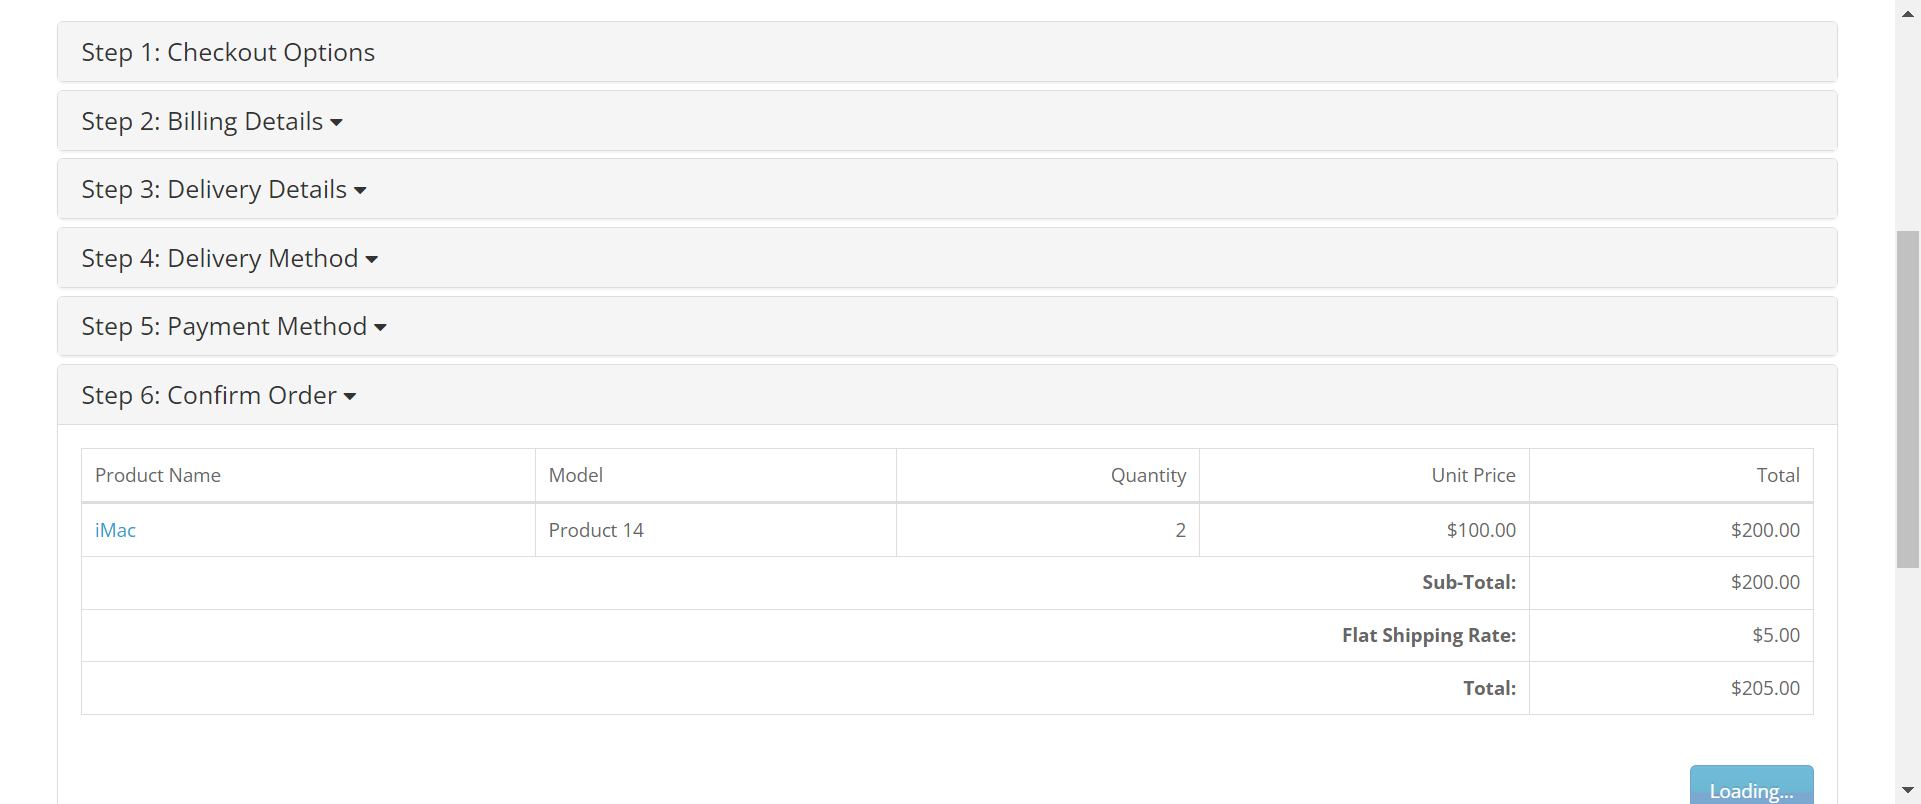 Step 1: Checkout Options
Step 2: Billing Details
Step 3: Delivery Details
Step 4: Delivery Method
Step 5: Payment Method
Step 6: Confirm Order
Product Name Model Quantity Unit Price Total
iMac Product 14 2 $100.00 $200.00
Sub-Total: $200.00
Flat Shipping Rate: $5.00
Total: $205.00
Loading...